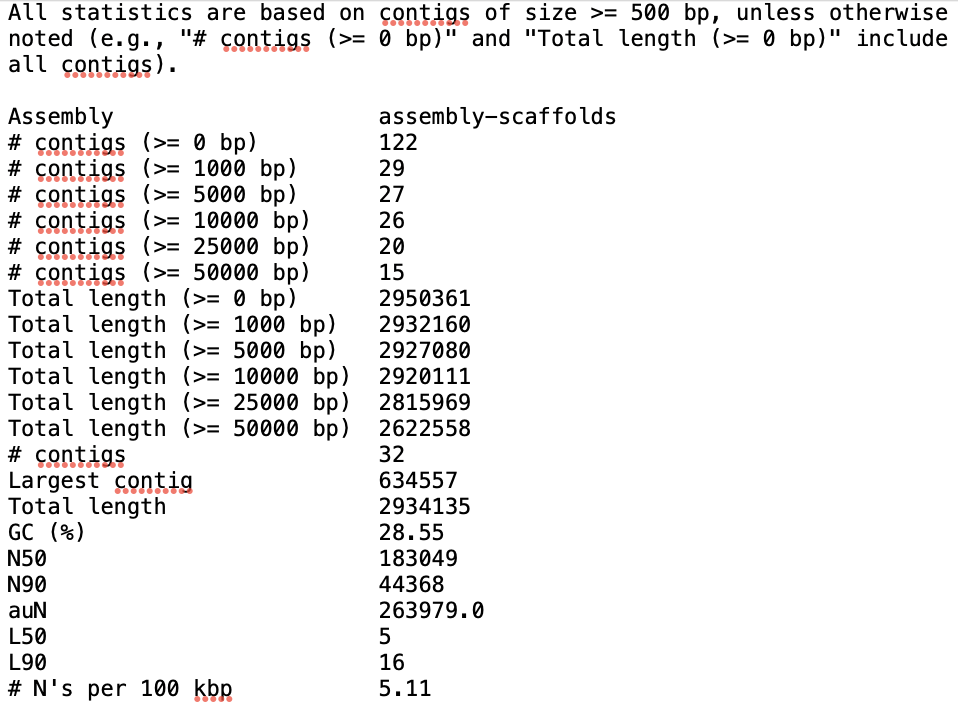 All statistics are based on contigs of size >= 500 bp, unless otherwise
noted (e.g., "# contigs (>= 0 bp)" and "Total length (>= 0 bp)" include
all contigs).

Assembly                    assembly-scaffolds
# contigs (>= 0 bp)         122
# contigs (>= 1000 bp)      29
# contigs (>= 5000 bp)      27
# contigs (>= 10000 bp)     26
# contigs (>= 25000 bp)     20
# contigs (>= 50000 bp)     15
Total length (>= 0 bp)      2950361
Total length (>= 1000 bp)   2932160
Total length (>= 5000 bp)   2927080
Total length (>= 10000 bp)  2920111
Total length (>= 25000 bp)  2815969
Total length (>= 50000 bp)  2622558
# contigs                   32
Largest contig              634557
Total length                2934135
GC (%)                      28.55
N50                         183049
N90                         44368
auN                         263979.0
L50                         5
L90                         16
# N's per 100 kbp           5.11